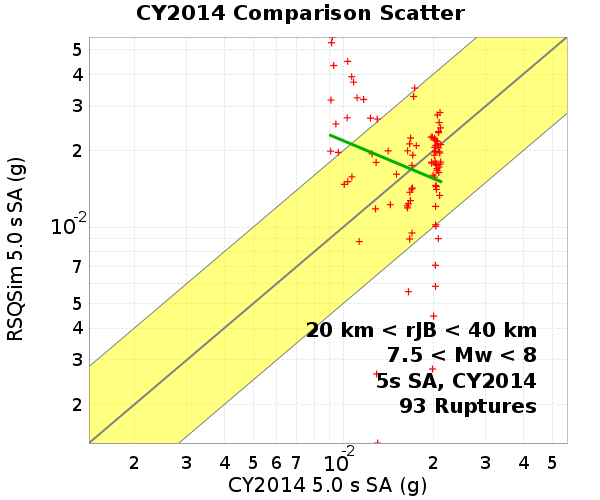 CY2014 Comparison Scatter
RSQSim 5.0 s SA (g)
5
4
3
2
10-2
7
5
4
3
2
20 km < rJB < 40 km
7.5 < Mw < 8
5s SA, CY2014
93 Ruptures
2 3 4 5 6 7 10-2 2 3 4 5
CY2014 5.0 s SA (g)